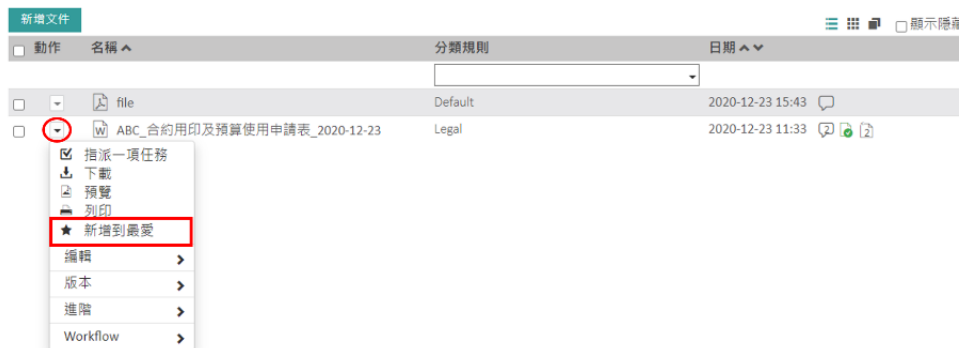 新增文件
顯示隱藏
動作 名稱 分類規則 日期
file Default 2020-12-23 15:43
ABC_合約用印及預算使用申請表_2020-12-23 Legal 2020-12-23 11:33 2 2
指派一項任務
下載
預覽
列印
新增到最愛
編輯
版本
進階
Workflow